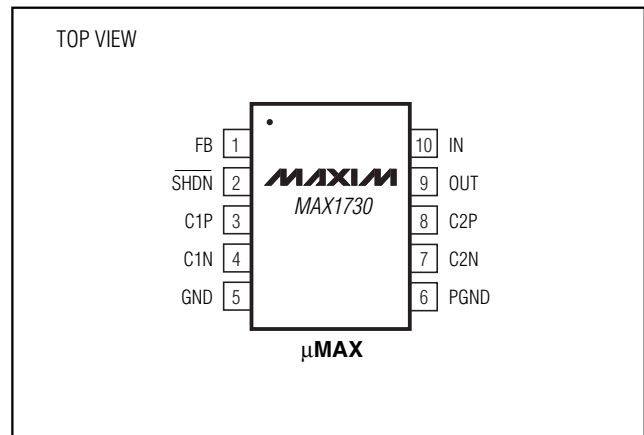 TOP VIEW
FB 1
SHDN 2
C1P 3
C1N 4
GND 5
MAXIM
MAX1730
10 IN
9 OUT
8 C2P
7 C2N
6 PGND
μMAX